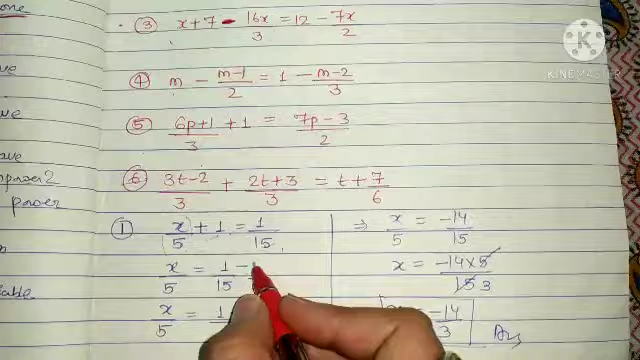 one
③ x+7 - 16x/3 = 12 - 7x/2
KINEMASTER
④ m - m-1/2 = 1 - m-2/3
⑤ 6p+1/3 + 1 = 7p-3/2
⑥ 3t-2/3 + 2t+3/3 = t + 7/6
power
① x/5 + 1 = 1/15
x/5 = 1/15 -
x/5 = 1
⇒ x/5 = -14/15
x = -14×5/15 3
-14/3 Ans